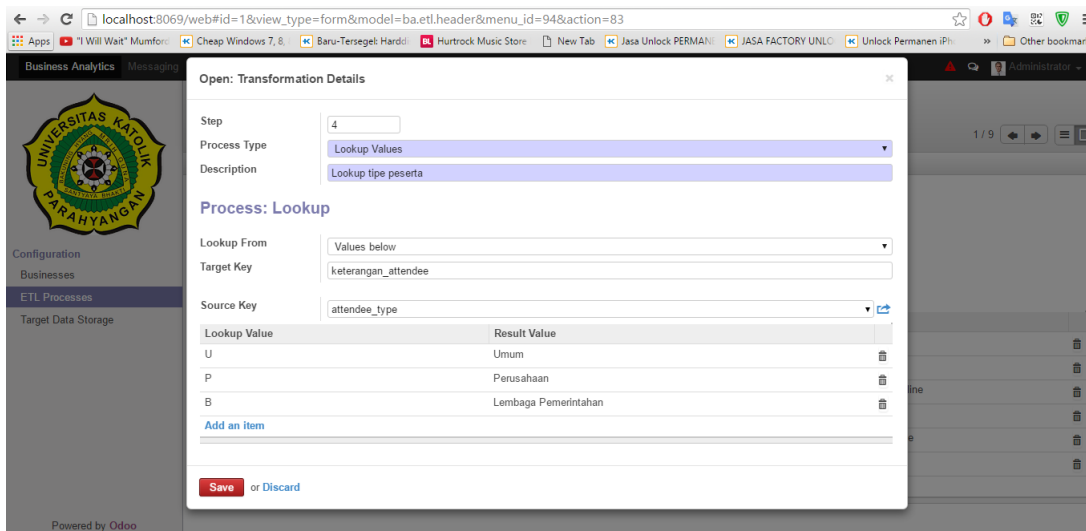 localhost:8069/web#id=1&view_type=form&model=ba.etl.header&menu_id=94&action=83
Apps "I Will Wait" Mumford Cheap Windows 7, 8, Baru-Tersegel: Harddi BL Hurtrock Music Store New Tab Jasa Unlock PERMANE JASA FACTORY UNLO Unlock Permanen iPh » Other bookmar
Business Analytics Messaging Administrator
Open: Transformation Details ×
1 / 9
UNIVERSITAS KATOLIK
PARAHYANGAN
Step 4
Process Type Lookup Values
Description Lookup tipe peserta
Process: Lookup
Configuration
Businesses
ETL Processes
Target Data Storage
Lookup From Values below
Target Key keterangan_attendee
Source Key attendee_type
Lookup Value Result Value
U Umum
P Perusahaan
B Lembaga Pemerintahan
Add an item
line
e
Save or Discard
Powered by Odoo